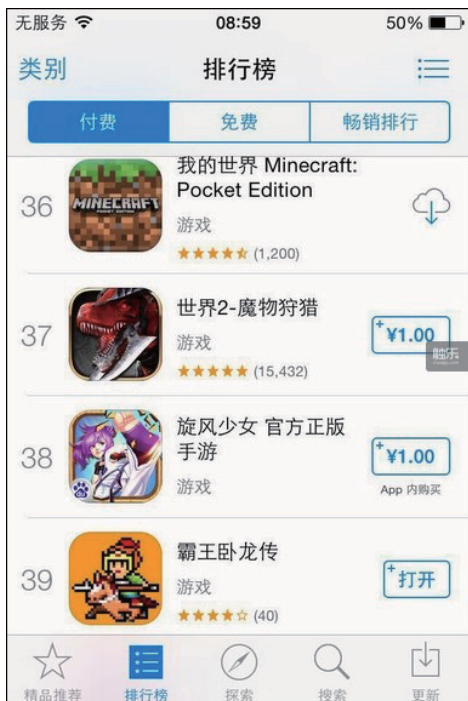 无服务 08:59 50%
类别 排行榜
付费 免费 畅销排行
36
MINECRAFT
POCKET EDITION
我的世界 Minecraft:
Pocket Edition
游戏
(1,200)
37
世界2-魔物狩猎
游戏
(15,432)
+ ¥1.00
触乐
38
旋风少女 官方正版
手游
游戏
+ ¥1.00
App 内购买
39
霸王卧龙传
游戏
(40)
+ 打开
精品推荐 排行榜 探索 搜索 更新